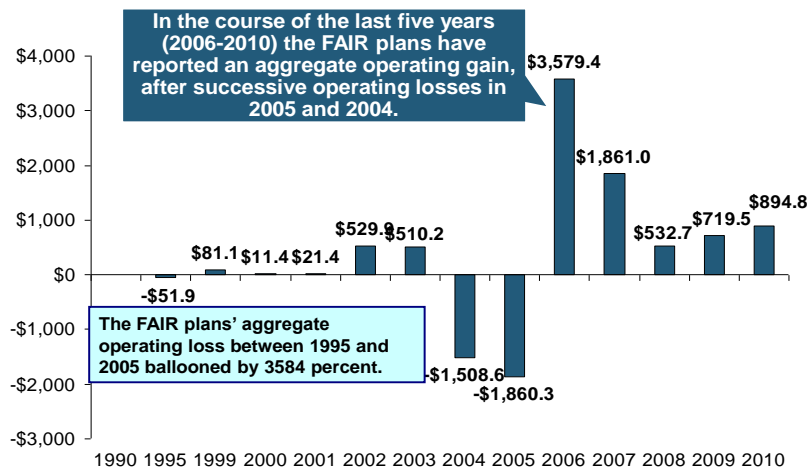 In the course of the last five years
(2006-2010) the FAIR plans have
reported an aggregate operating gain,
after successive operating losses in
2005 and 2004.
$4,000
$3,000
$2,000
$1,000
$0
-$1,000
-$2,000
-$3,000
-$51.9
$81.1
$11.4
$21.4
$529.9
$510.2
-$1,508.6
-$1,860.3
$3,579.4
$1,861.0
$532.7
$719.5
$894.8
The FAIR plans’ aggregate
operating loss between 1995 and
2005 ballooned by 3584 percent.
1990 1995 1999 2000 2001 2002 2003 2004 2005 2006 2007 2008 2009 2010